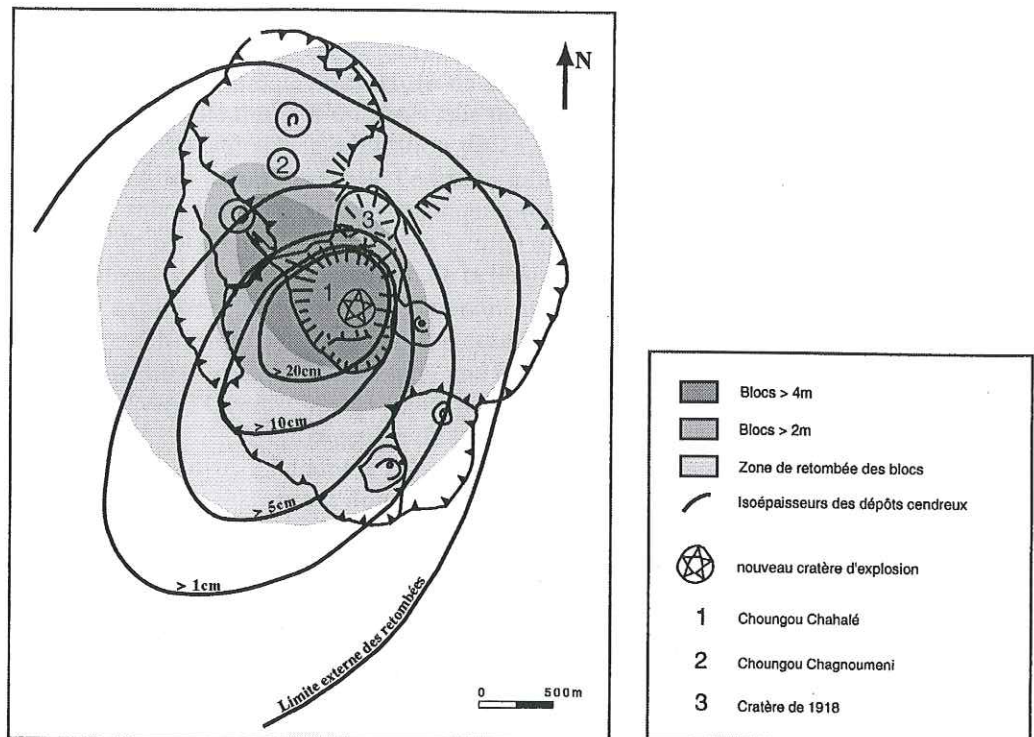 N
2
3
1
> 20cm
> 10cm
> 5cm
> 1cm
Limite externe des retombées
0 500m
Blocs > 4m
Blocs > 2m
Zone de retombée des blocs
Isoépaisseurs des dépôts cendreux
nouveau cratère d'explosion
1 Choungou Chahalé
2 Choungou Chagnoumeni
3 Cratère de 1918